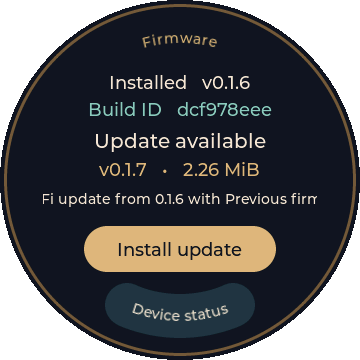 Firmware
Installed v0.1.6
Build ID dcf978eee
Update available
v0.1.7 • 2.26 MiB
Fi update from 0.1.6 with Previous firm
Install update
Device status